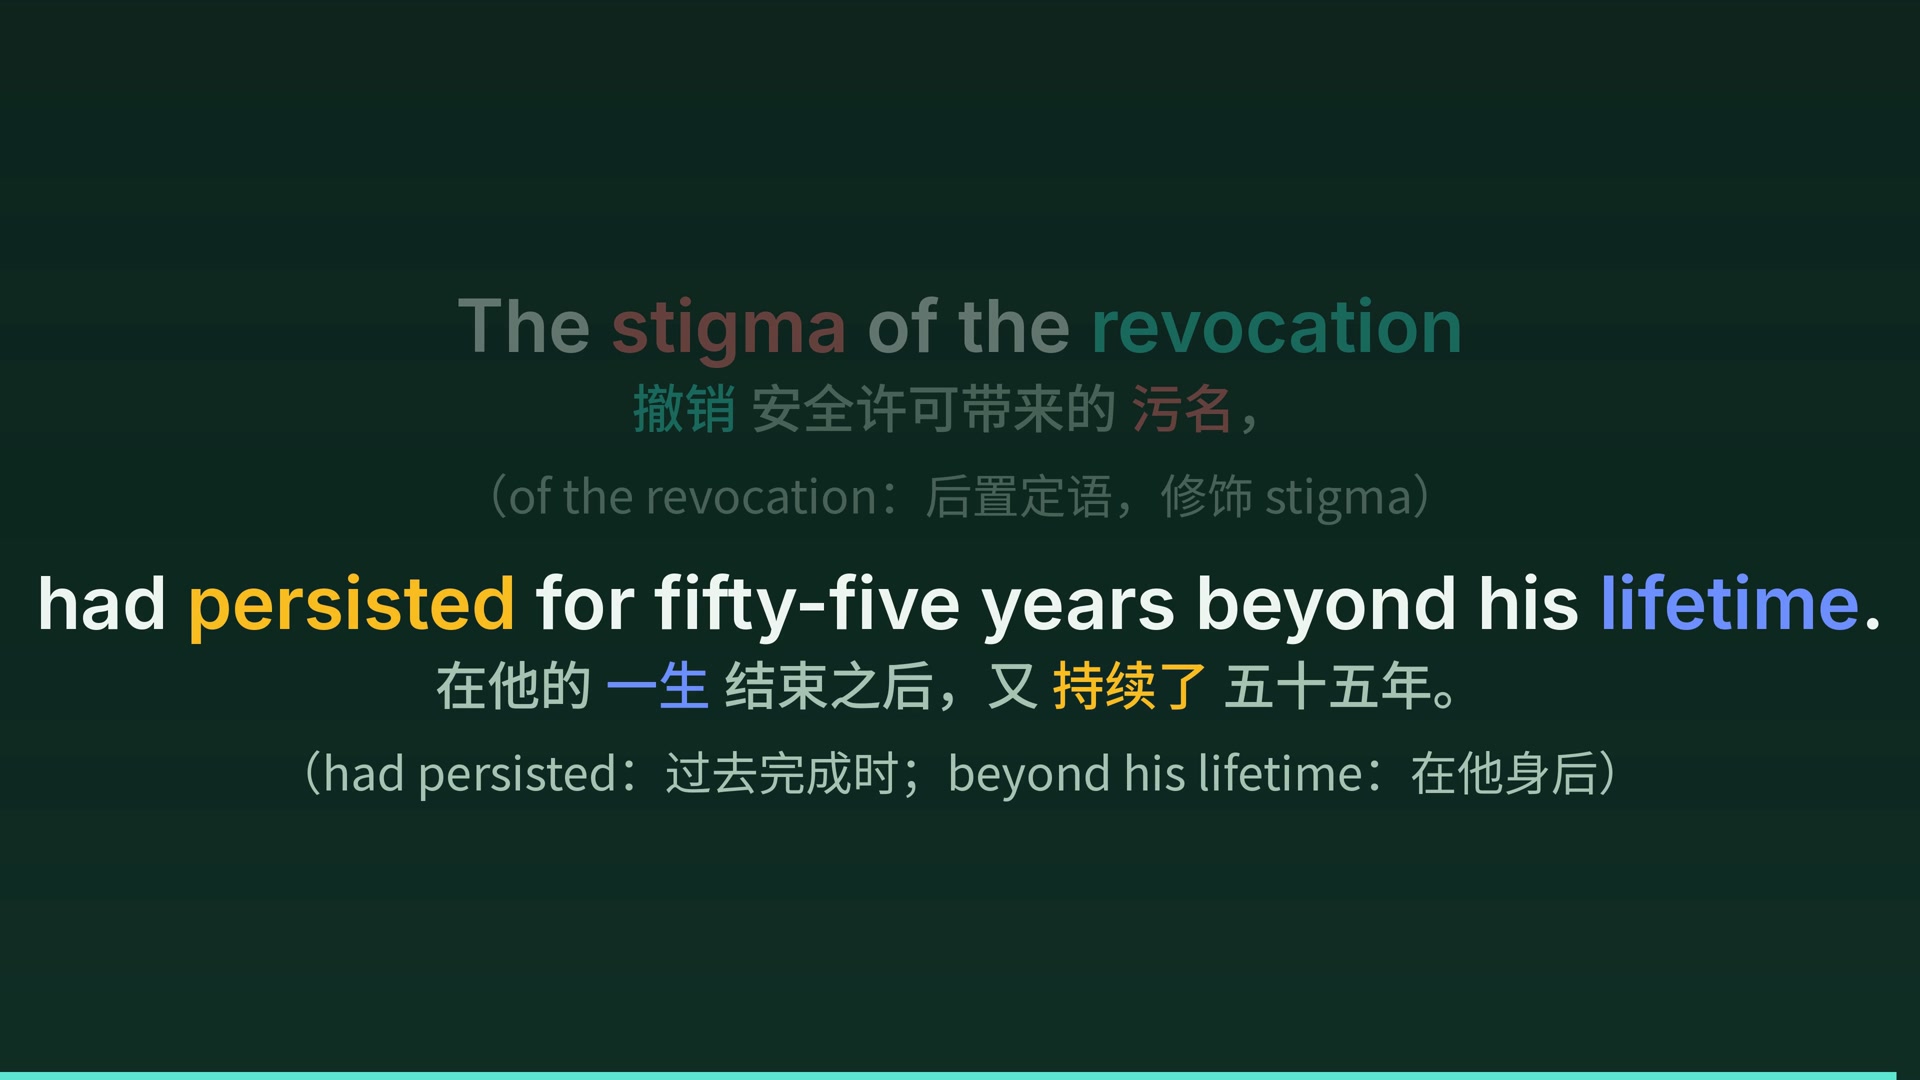 The stigma of the revocation
撤销 安全许可带来的 污名，
（of the revocation：后置定语，修饰 stigma）
had persisted for fifty-five years beyond his lifetime.
在他的 一生 结束之后，又 持续了 五十五年。
（had persisted：过去完成时；beyond his lifetime：在他身后）